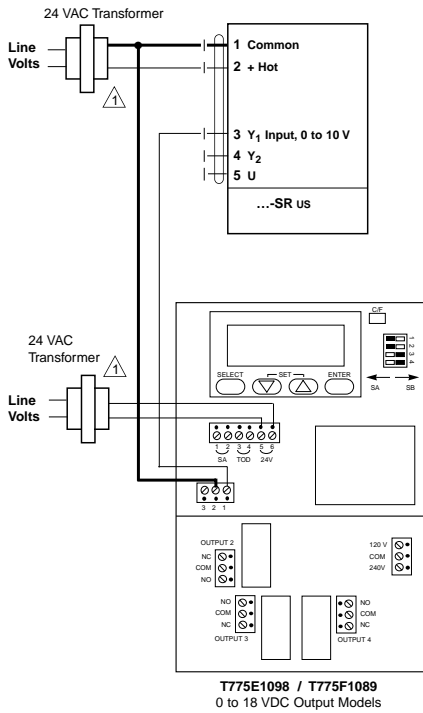 24 VAC Transformer
Line
Volts
1
1 Common
2 + Hot
3 Y1 Input, 0 to 10 V
4 Y2
5 U
...-SR US
C/F
1
2
3
4
SELECT
SET
ENTER
SA
SB
24 VAC
Transformer
1
Line
Volts
1 2 3 4 5 6
SA TOD 24V
3 2 1
OUTPUT 2
NC
COM
NO
120 V
COM
240V
NO
COM
NC
OUTPUT 3
NO
COM
NC
OUTPUT 4
T775E1098 / T775F1089
0 to 18 VDC Output Models